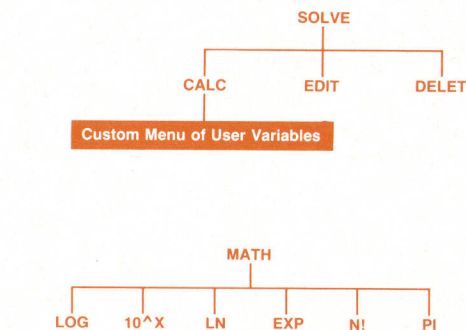 SOLVE
CALC EDIT DELET
Custom Menu of User Variables
MATH
LOG 10^X LN EXP N! PI